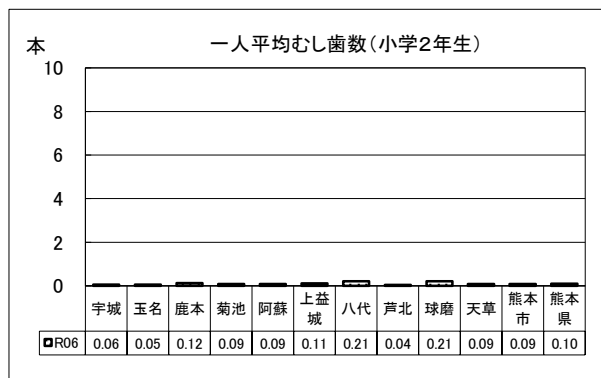 本
一人平均むし歯数（小学２年生）
10
8
6
4
2
0
宇城 玉名 鹿本 菊池 阿蘇 上益城 八代 芦北 球磨 天草 熊本市 熊本県
R06 0.06 0.05 0.12 0.09 0.09 0.11 0.21 0.04 0.21 0.09 0.09 0.10